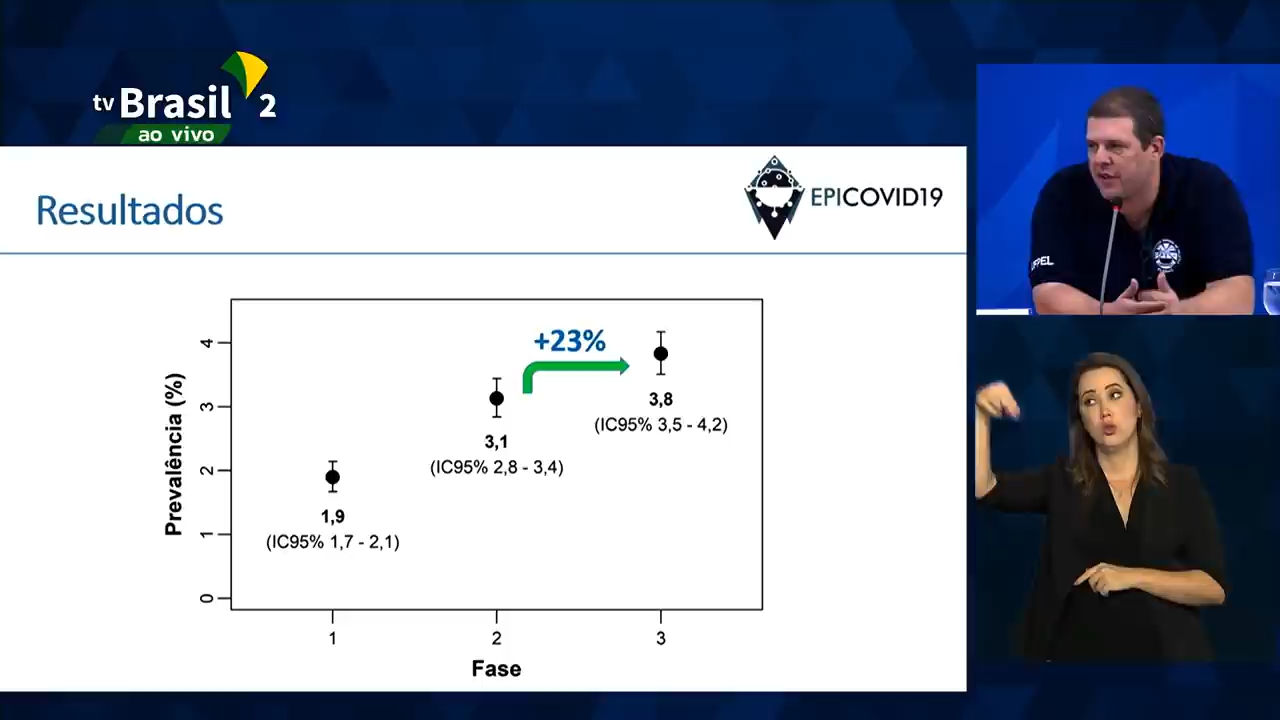 tv Brasil 2
ao vivo
Resultados
EPICOVID19
+23%
3,8
(IC95% 3,5 - 4,2)
3,1
(IC95% 2,8 - 3,4)
1,9
(IC95% 1,7 - 2,1)
Prevalência (%)
4
3
2
1
0
1 2 3
Fase